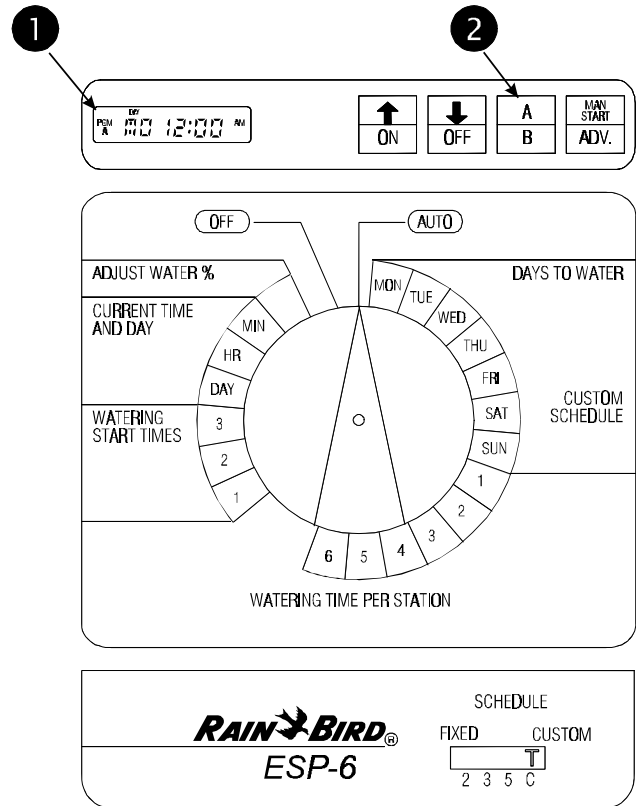 1
2
PGM A DAY MO 12:00 AM
↑ ON
↓ OFF
A B
MAN START ADV.
OFF
AUTO
ADJUST WATER %
CURRENT TIME
AND DAY
MIN
HR
DAY
WATERING
START TIMES
3
2
1
DAYS TO WATER
MON
TUE
WED
THU
FRI
SAT
SUN
CUSTOM
SCHEDULE
1
2
3
4
5
6
WATERING TIME PER STATION
RAIN BIRD®
ESP-6
SCHEDULE
FIXED CUSTOM
2 3 5 C